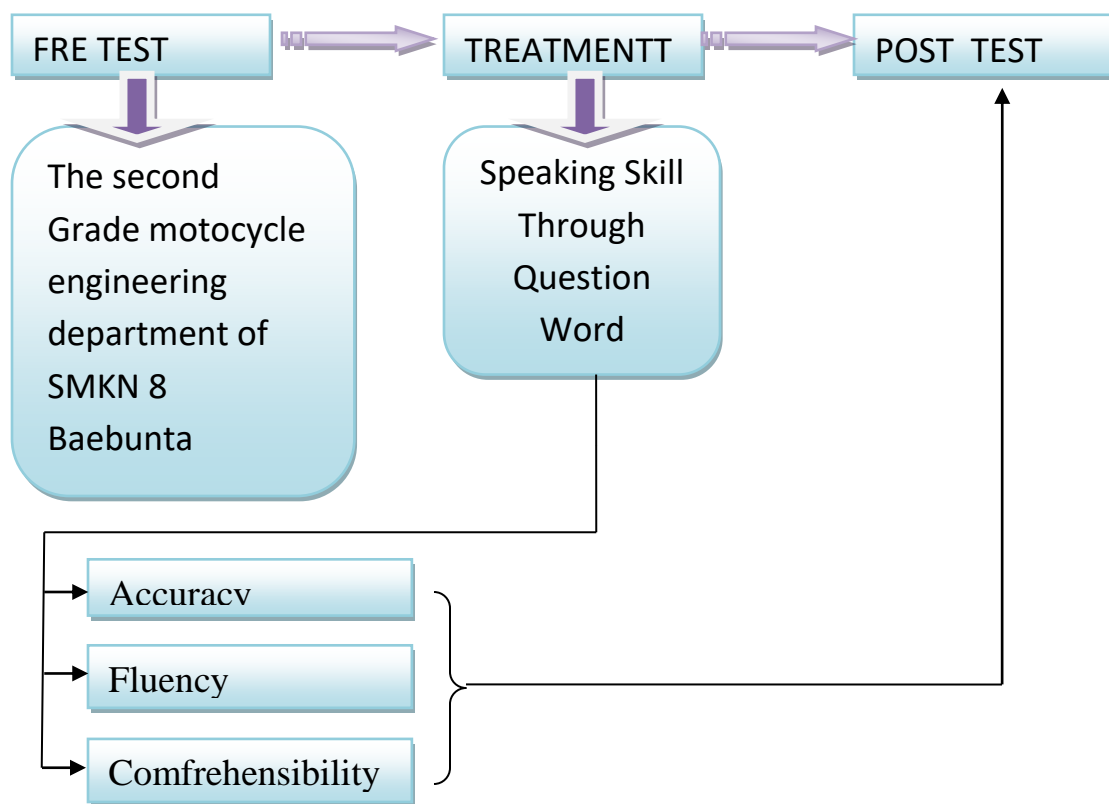 FRE TEST
TREATMENTT
POST TEST
The second
Grade motocycle
engineering
department of
SMKN 8
Baebunta
Speaking Skill
Through
Question
Word
Accuracy
Fluency
Comfrehensibility